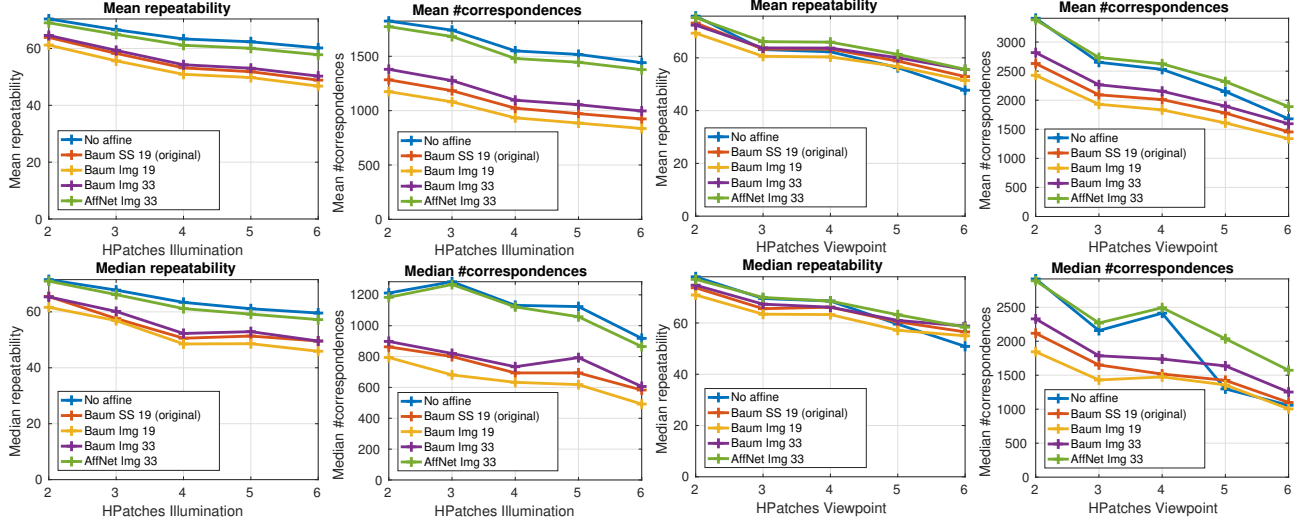 Mean repeatability
Mean repeatability
60
40
20
0
No affine
Baum SS 19 (original)
Baum Img 19
Baum Img 33
AffNet Img 33
2 3 4 5 6
HPatches Illumination
Mean #correspondences
Mean #correspondences
1500
1000
500
0
No affine
Baum SS 19 (original)
Baum Img 19
Baum Img 33
AffNet Img 33
2 3 4 5 6
HPatches Illumination
Mean repeatability
Mean repeatability
60
40
20
0
No affine
Baum SS 19 (original)
Baum Img 19
Baum Img 33
AffNet Img 33
2 3 4 5 6
HPatches Viewpoint
Mean #correspondences
Mean #correspondences
3000
2500
2000
1500
1000
500
0
No affine
Baum SS 19 (original)
Baum Img 19
Baum Img 33
AffNet Img 33
2 3 4 5 6
HPatches Viewpoint
Median repeatability
Median repeatability
60
40
20
0
No affine
Baum SS 19 (original)
Baum Img 19
Baum Img 33
AffNet Img 33
2 3 4 5 6
HPatches Illumination
Median #correspondences
Median #correspondences
1200
1000
800
600
400
200
0
No affine
Baum SS 19 (original)
Baum Img 19
Baum Img 33
AffNet Img 33
2 3 4 5 6
HPatches Illumination
Median repeatability
Median repeatability
60
40
20
0
No affine
Baum SS 19 (original)
Baum Img 19
Baum Img 33
AffNet Img 33
2 3 4 5 6
HPatches Viewpoint
Median #correspondences
Median #correspondences
2500
2000
1500
1000
500
0
No affine
Baum SS 19 (original)
Baum Img 19
Baum Img 33
AffNet Img 33
2 3 4 5 6
HPatches Viewpoint